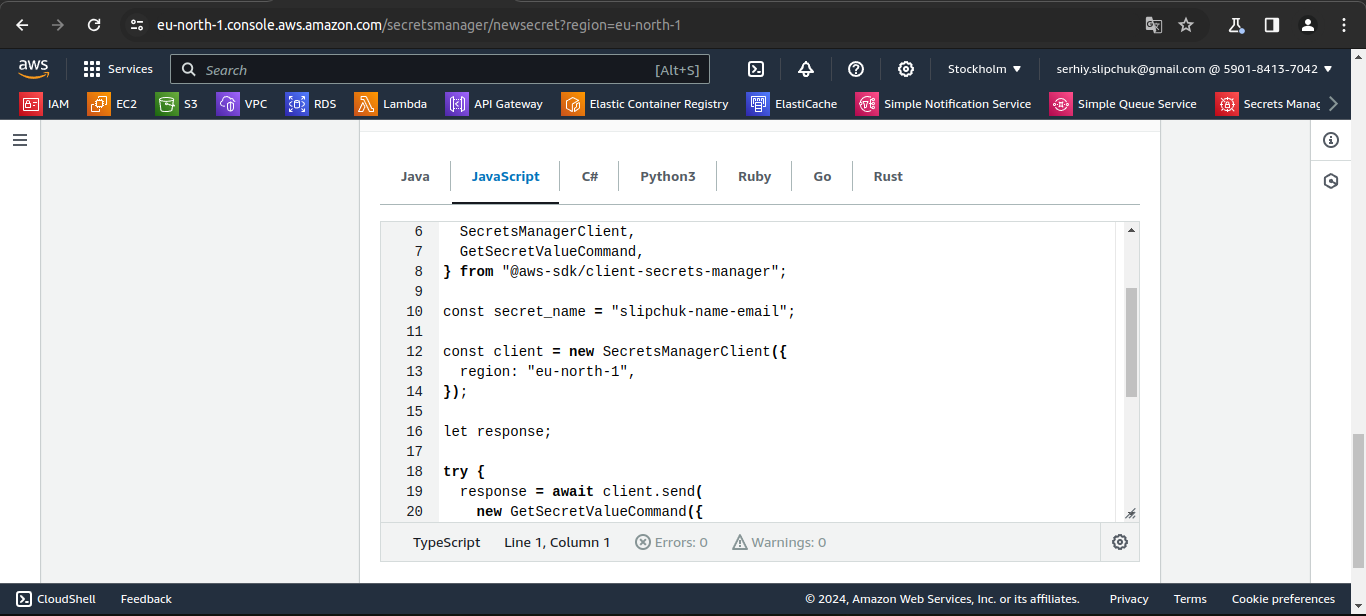 eu-north-1.console.aws.amazon.com/secretsmanager/newsecret?region=eu-north-1
aws Services Search [Alt+S] Stockholm serhiy.slipchuk@gmail.com @ 5901-8413-7042
IAM EC2 S3 VPC RDS Lambda API Gateway Elastic Container Registry ElastiCache Simple Notification Service Simple Queue Service Secrets Manag
Java JavaScript C# Python3 Ruby Go Rust
6 SecretsManagerClient,
7 GetSecretValueCommand,
8 } from "@aws-sdk/client-secrets-manager";
9
10 const secret_name = "slipchuk-name-email";
11
12 const client = new SecretsManagerClient({
13 region: "eu-north-1",
14 });
15
16 let response;
17
18 try {
19 response = await client.send(
20 new GetSecretValueCommand({
TypeScript Line 1, Column 1 Errors: 0 Warnings: 0
CloudShell Feedback © 2024, Amazon Web Services, Inc. or its affiliates. Privacy Terms Cookie preferences